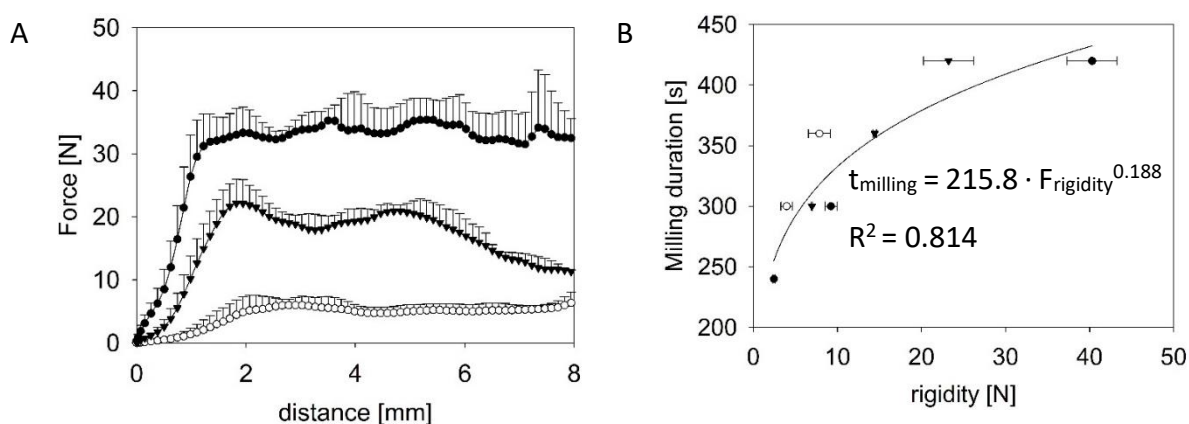 A
50
40
30
20
10
0
Force [N]
0 2 4 6 8
distance [mm]
B
450
400
350
300
250
200
Milling duration [s]
t_milling = 215.8 · F_rigidity^0.188
R² = 0.814
0 10 20 30 40 50
rigidity [N]